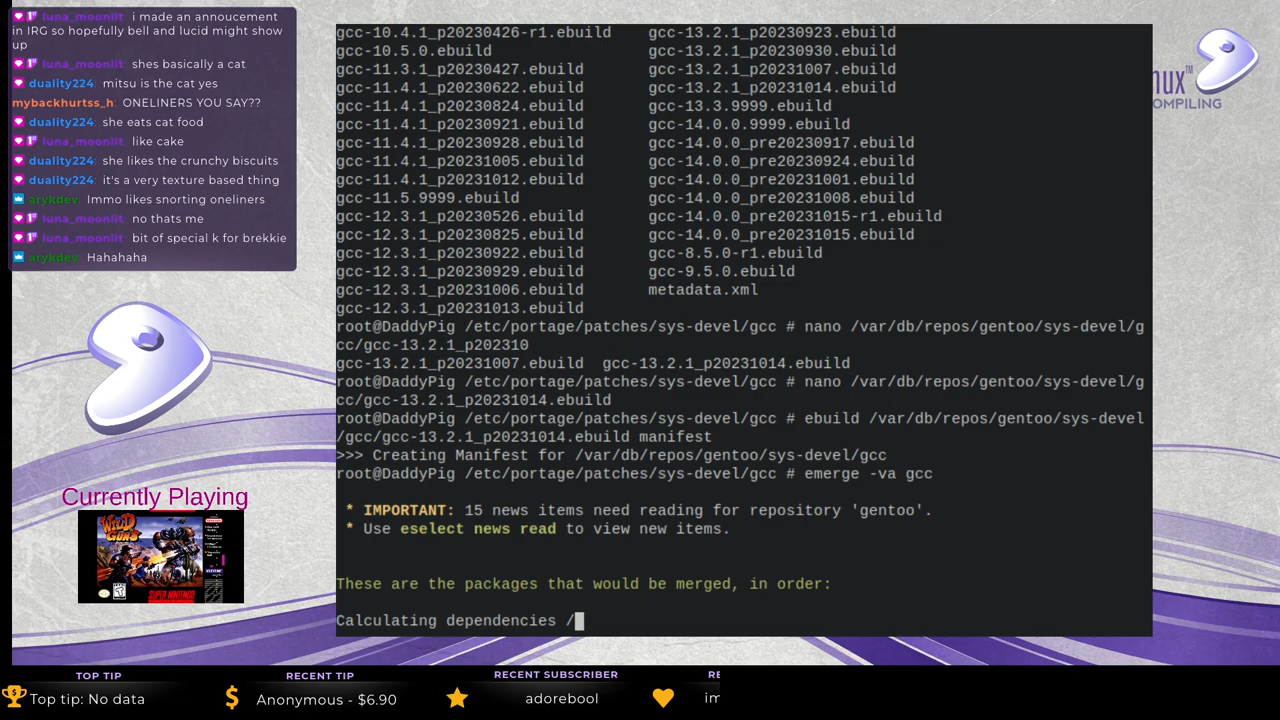 luna_moonlit  i made an annoucement
in IRG so hopefully bell and lucid might show
up
luna_moonlit  shes basically a cat
duality224: mitsu is the cat yes
mybackhurtss_h: ONELINERS YOU SAY??
duality224: she eats cat food
luna_moonlit  like cake
duality224: she likes the crunchy biscuits
duality224: it's a very texture based thing
arykdev: Immo likes snorting oneliners
luna_moonlit  no thats me
luna_moonlit  bit of special k for brekkie
arykdev: Hahahaha
gcc-10.4.1_p20230426-r1.ebuild    gcc-13.2.1_p20230923.ebuild
gcc-10.5.0.ebuild    gcc-13.2.1_p20230930.ebuild
gcc-11.3.1_p20230427.ebuild    gcc-13.2.1_p20231007.ebuild
gcc-11.4.1_p20230622.ebuild    gcc-13.2.1_p20231014.ebuild
gcc-11.4.1_p20230824.ebuild    gcc-13.3.9999.ebuild
gcc-11.4.1_p20230921.ebuild    gcc-14.0.0.9999.ebuild
gcc-11.4.1_p20230928.ebuild    gcc-14.0.0_pre20230917.ebuild
gcc-11.4.1_p20231005.ebuild    gcc-14.0.0_pre20230924.ebuild
gcc-11.4.1_p20231012.ebuild    gcc-14.0.0_pre20231001.ebuild
gcc-11.5.9999.ebuild    gcc-14.0.0_pre20231008.ebuild
gcc-12.3.1_p20230526.ebuild    gcc-14.0.0_pre20231015-r1.ebuild
gcc-12.3.1_p20230825.ebuild    gcc-14.0.0_pre20231015.ebuild
gcc-12.3.1_p20230922.ebuild    gcc-8.5.0-r1.ebuild
gcc-12.3.1_p20230929.ebuild    gcc-9.5.0.ebuild
gcc-12.3.1_p20231006.ebuild    metadata.xml
gcc-12.3.1_p20231013.ebuild
root@DaddyPig /etc/portage/patches/sys-devel/gcc # nano /var/db/repos/gentoo/sys-devel/g
cc/gcc-13.2.1_p202310
gcc-13.2.1_p20231007.ebuild  gcc-13.2.1_p20231014.ebuild
root@DaddyPig /etc/portage/patches/sys-devel/gcc # nano /var/db/repos/gentoo/sys-devel/g
cc/gcc-13.2.1_p20231014.ebuild
root@DaddyPig /etc/portage/patches/sys-devel/gcc # ebuild /var/db/repos/gentoo/sys-devel
/gcc/gcc-13.2.1_p20231014.ebuild manifest
>>> Creating Manifest for /var/db/repos/gentoo/sys-devel/gcc
root@DaddyPig /etc/portage/patches/sys-devel/gcc # emerge -va gcc
* IMPORTANT: 15 news items need reading for repository 'gentoo'.
* Use eselect news read to view new items.
These are the packages that would be merged, in order:
Calculating dependencies /
nux™
OMPILING
Currently Playing
WILD
GUNS
SUPER NINTENDO
TOP TIP
Top tip: No data
RECENT TIP
Anonymous - $6.90
RECENT SUBSCRIBER
adorebool
RE
im